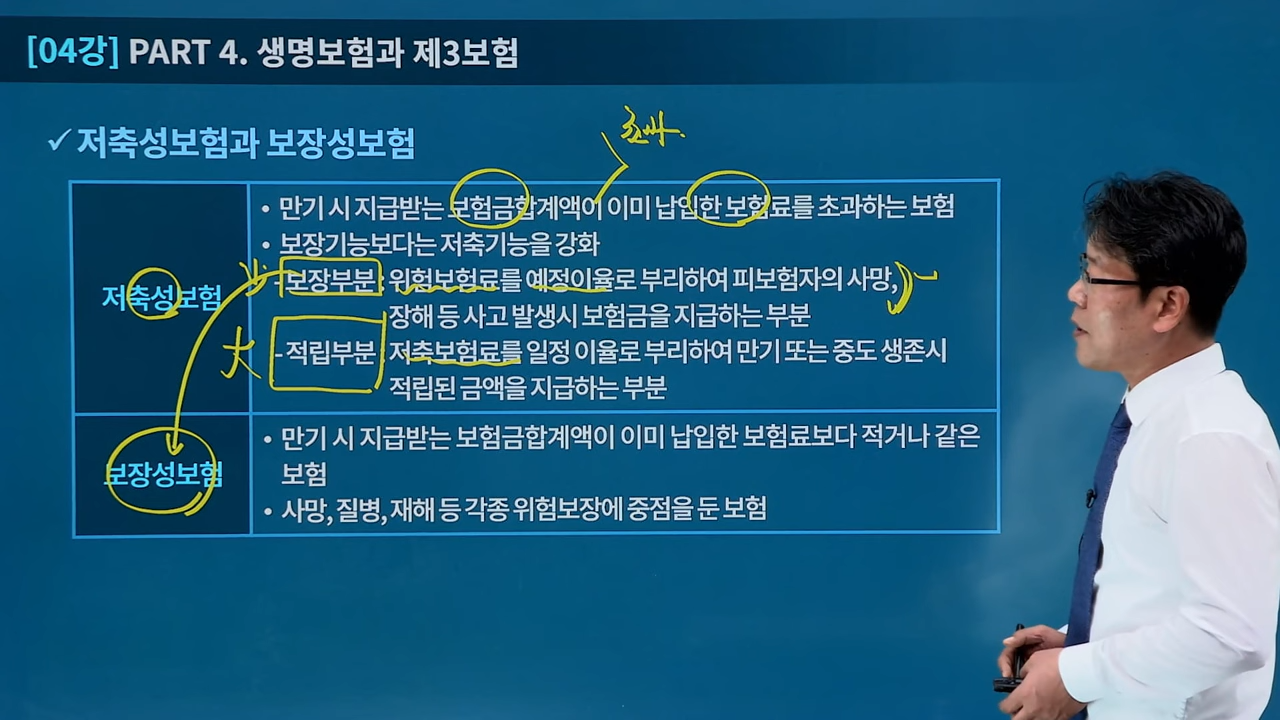 [04강] PART 4. 생명보험과 제3보험
✓ 저축성보험과 보장성보험
초과.
저축성보험
• 만기 시 지급받는 보험금합계액이 이미 납입한 보험료를 초과하는 보험
• 보장기능보다는 저축기능을 강화
- 보장부분 : 위험보험료를 예정이율로 부리하여 피보험자의 사망,
장해 등 사고 발생시 보험금을 지급하는 부분
大
- 적립부분 : 저축보험료를 일정 이율로 부리하여 만기 또는 중도 생존시
적립된 금액을 지급하는 부분
보장성보험
• 만기 시 지급받는 보험금합계액이 이미 납입한 보험료보다 적거나 같은
보험
• 사망, 질병, 재해 등 각종 위험보장에 중점을 둔 보험